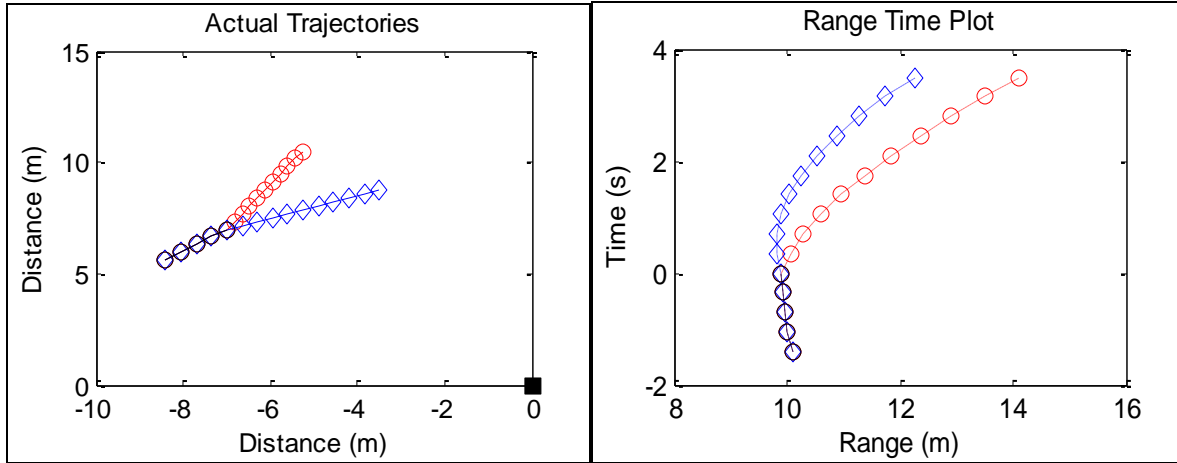 Actual Trajectories
15
10
5
0
Distance (m)
-10 -8 -6 -4 -2 0
Distance (m)
Range Time Plot
4
2
0
-2
Time (s)
8 10 12 14 16
Range (m)